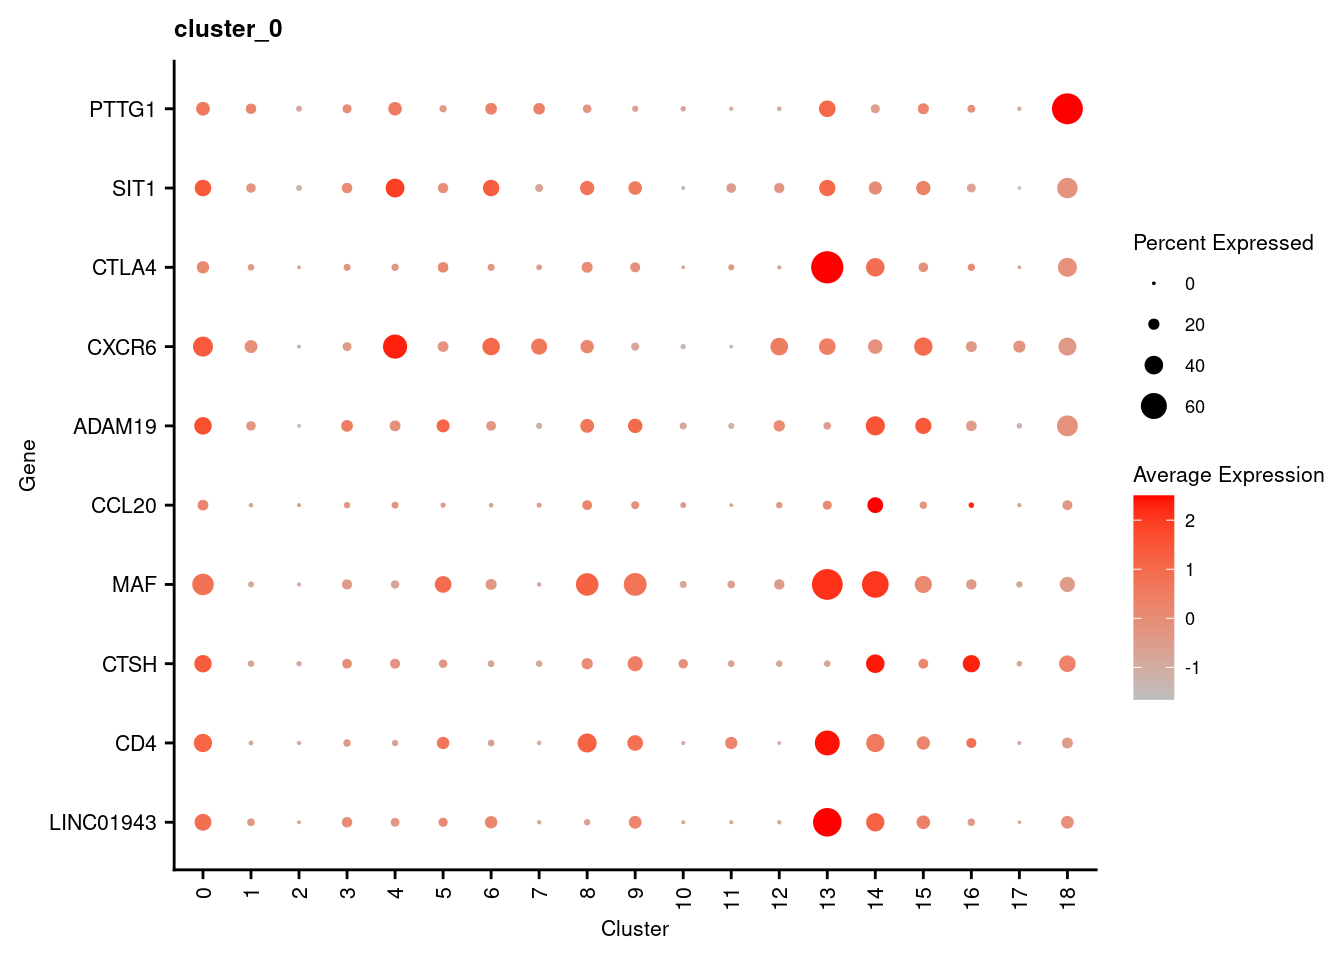 cluster_0
PTTG1
SIT1
CTLA4
CXCR6
ADAM19
CCL20
MAF
CTSH
CD4
LINC01943
Gene
0 1 2 3 4 5 6 7 8 9 10 11 12 13 14 15 16 17 18
Cluster
Percent Expressed
0
20
40
60
Average Expression
2
1
0
-1